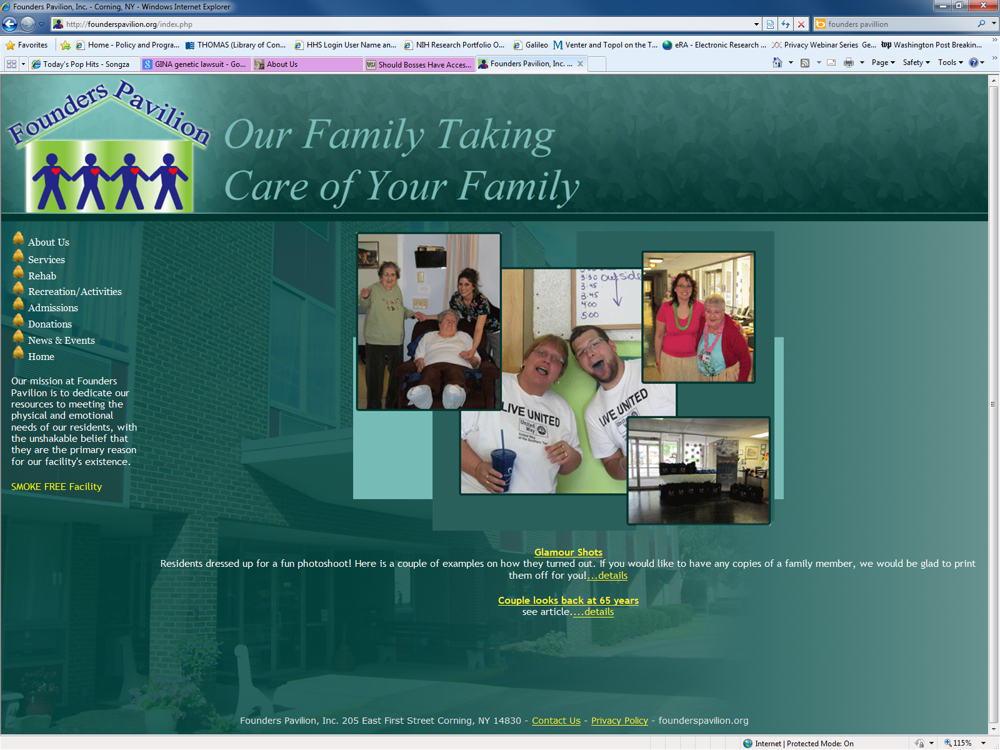 Founders Pavilion, Inc. - Corning, NY - Windows Internet Explorer
http://founderspavilion.org/index.php
founders pavillion
Favorites
Home - Policy and Progra...
THOMAS (Library of Con...
HHS Login User Name an...
NIH Research Portfolio O...
Galileo
Venter and Topol on the T...
eRA - Electronic Research ...
Privacy Webinar Series Ge...
wp Washington Post Breakin...
Today's Pop Hits - Songza
GINA genetic lawsuit - Go...
About Us
WSJ Should Bosses Have Acces...
Founders Pavilion, Inc. ...
Page
Safety
Tools
Founders Pavilion
Our Family Taking
Care of Your Family
About Us
Services
Rehab
Recreation/Activities
Admissions
Donations
News & Events
Home
Our mission at Founders
Pavilion is to dedicate our
resources to meeting the
physical and emotional
needs of our residents, with
the unshakable belief that
they are the primary reason
for our facility's existence.
SMOKE FREE Facility
3:30 outside
3:45
3:45
4:00
5:00
LIVE UNITED
United
Way
United Way
of the Southern Tier
LIVE UNITED
Glamour Shots
Residents dressed up for a fun photoshoot! Here is a couple of examples on how they turned out. If you would like to have any copies of a family member, we would be glad to print
them off for you!...details
Couple looks back at 65 years
see article....details
Founders Pavilion, Inc. 205 East First Street Corning, NY 14830 - Contact Us - Privacy Policy - founderspavilion.org
Internet | Protected Mode: On
115%